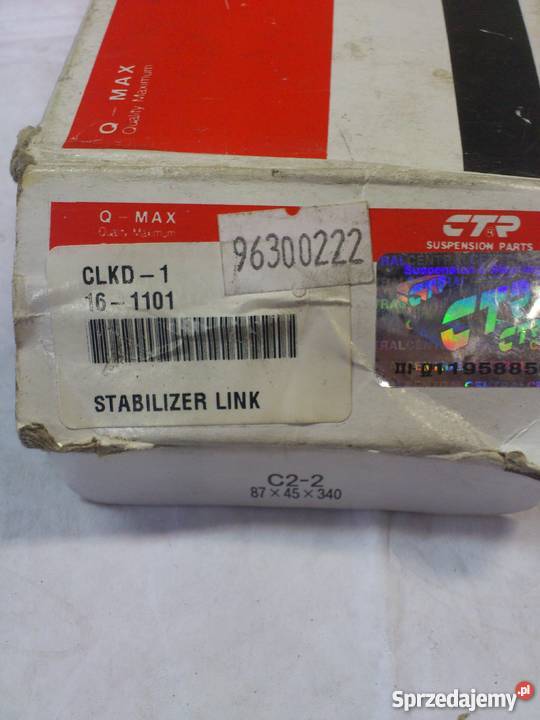 Q-MAX
Quality Maximum
Q-MAX
Quality Maximum
96300222
CTR
SUSPENSION PARTS
CLKD-1
16-1101
STABILIZER LINK
CTR
C2-2
87×45×340
Sprzedajemy.pl